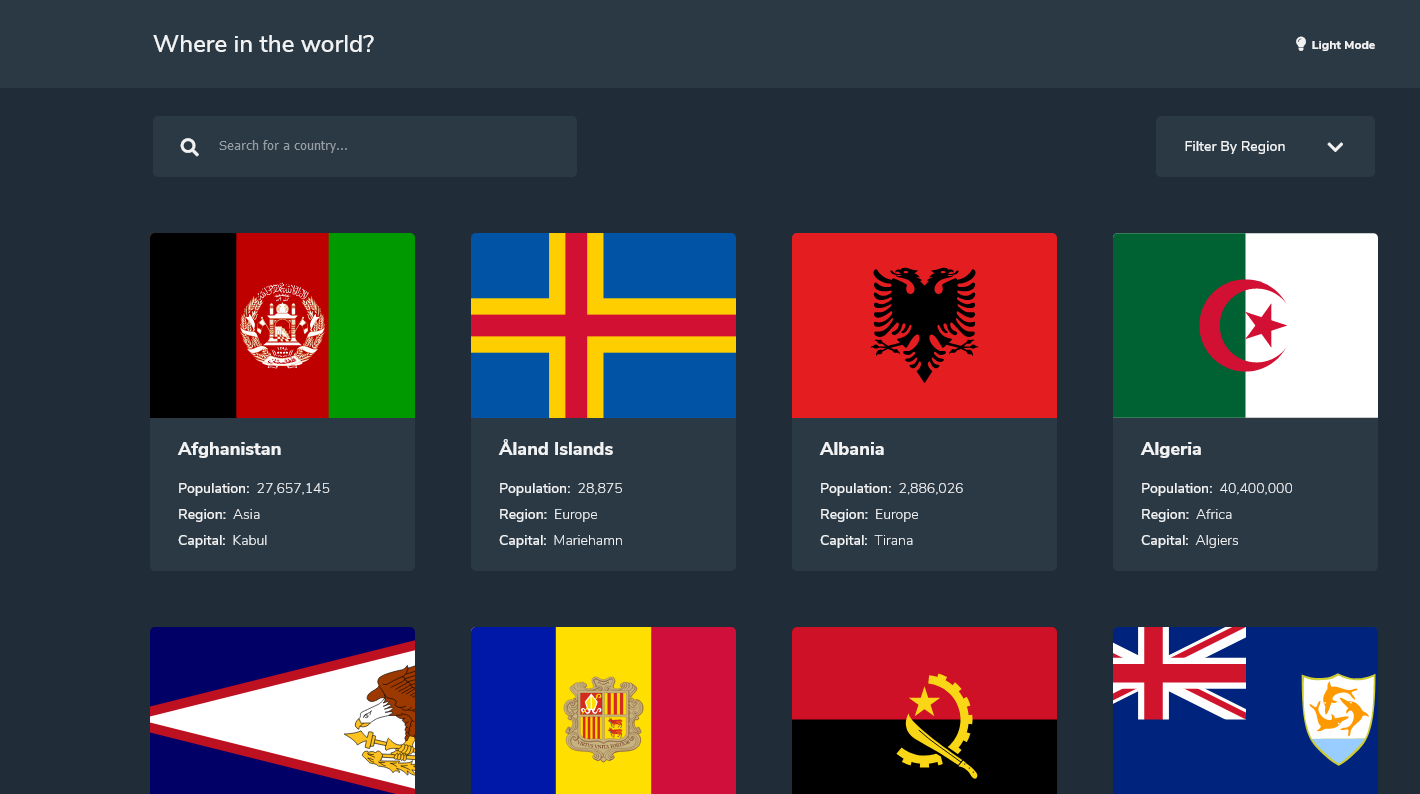 Where in the world?
Light Mode
Search for a country...
Filter By Region
Afghanistan
Population: 27,657,145
Region: Asia
Capital: Kabul
Åland Islands
Population: 28,875
Region: Europe
Capital: Mariehamn
Albania
Population: 2,886,026
Region: Europe
Capital: Tirana
Algeria
Population: 40,400,000
Region: Africa
Capital: Algiers